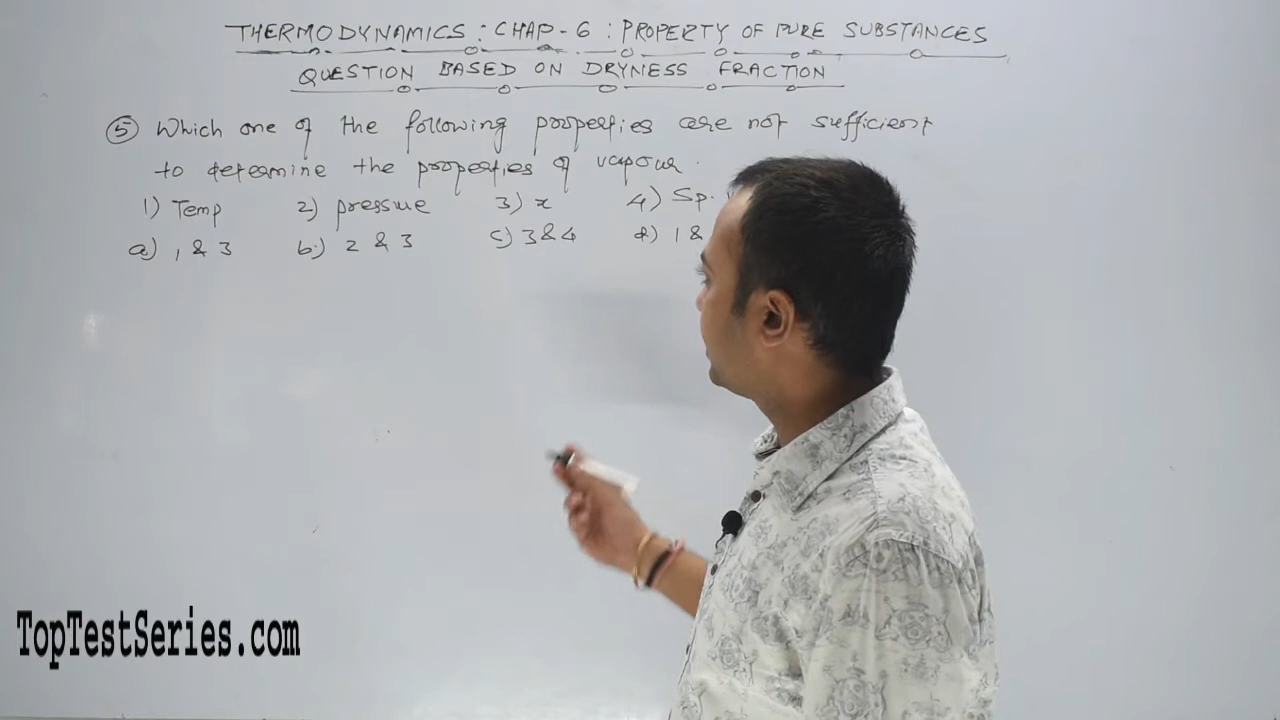 THERMODYNAMICS : CHAP-6 : PROPERTY OF PURE SUBSTANCES
QUESTION BASED ON DRYNESS FRACTION
⑤ Which one of the following properties are not sufficient
to determine the properties of vapour.
1) Temp 2) pressure 3) x 4) Sp.
a) 1 & 3 b) 2 & 3 c) 3 & 4 d) 1 &
TopTestSeries.com